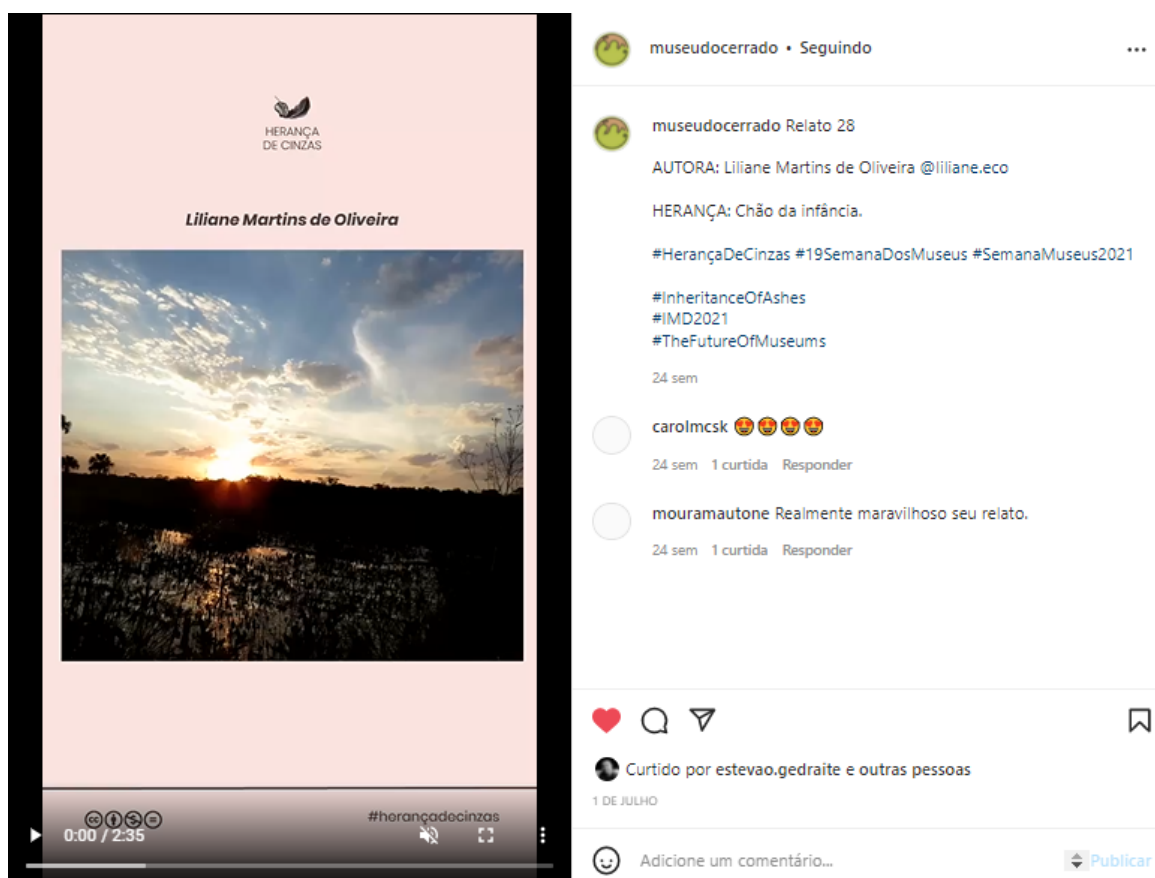 HERANÇA
DE CINZAS
Liliane Martins de Oliveira
#herançadecinzas
0:00 / 2:35
museudocerrado • Seguindo
museudocerrado Relato 28
AUTORA: Liliane Martins de Oliveira @liliane.eco
HERANÇA: Chão da infância.
#HerançaDeCinzas #19SemanaDosMuseus #SemanaMuseus2021
#InheritanceOfAshes
#IMD2021
#TheFutureOfMuseums
24 sem
carolmcsk 😍😍😍😍
24 sem 1 curtida Responder
mouramautone Realmente maravilhoso seu relato.
24 sem 1 curtida Responder
Curtido por estevao.gedraite e outras pessoas
1 DE JULHO
Adicione um comentário...
Publicar